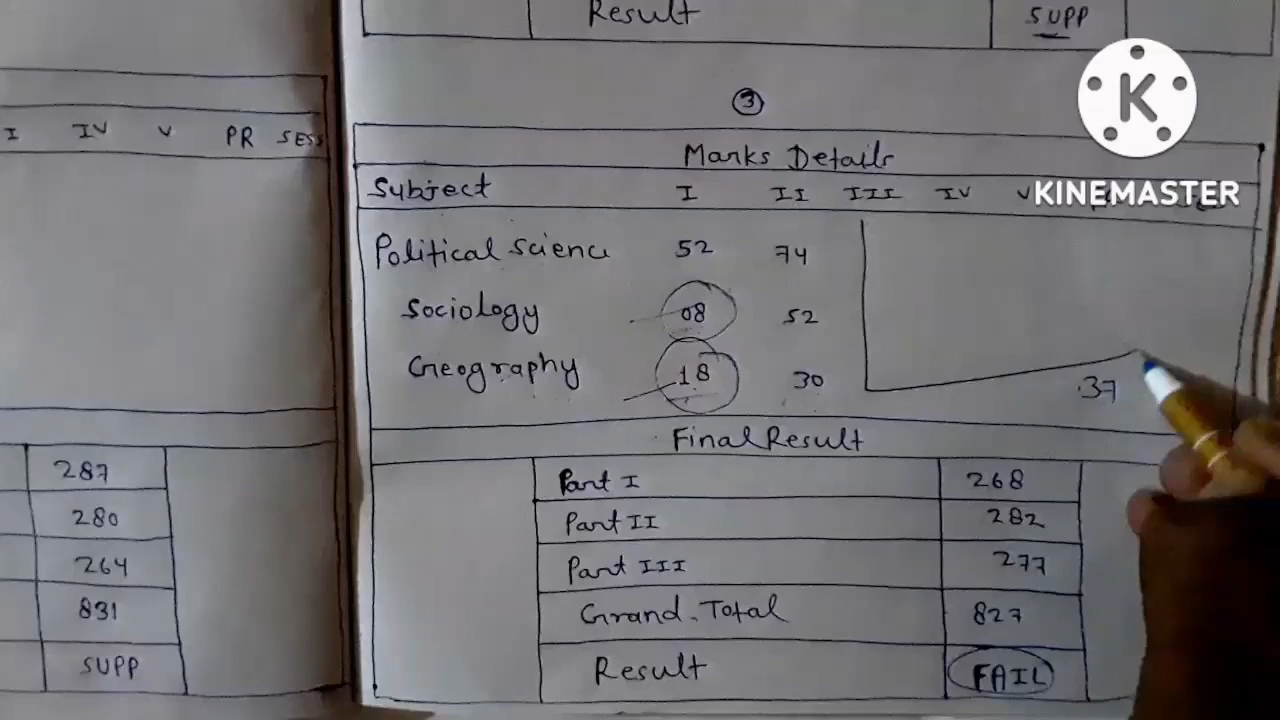 Result SUPP
I IV V PR SESS
287
280
264
831
SUPP
3
Marks Details
Subject I II III IV V
Political Science 52 74
Sociology 08 52
Geography 18 30 37
Final Result
Part I 268
Part II 282
Part III 277
Grand Total 827
Result FAIL
K
KINEMASTER